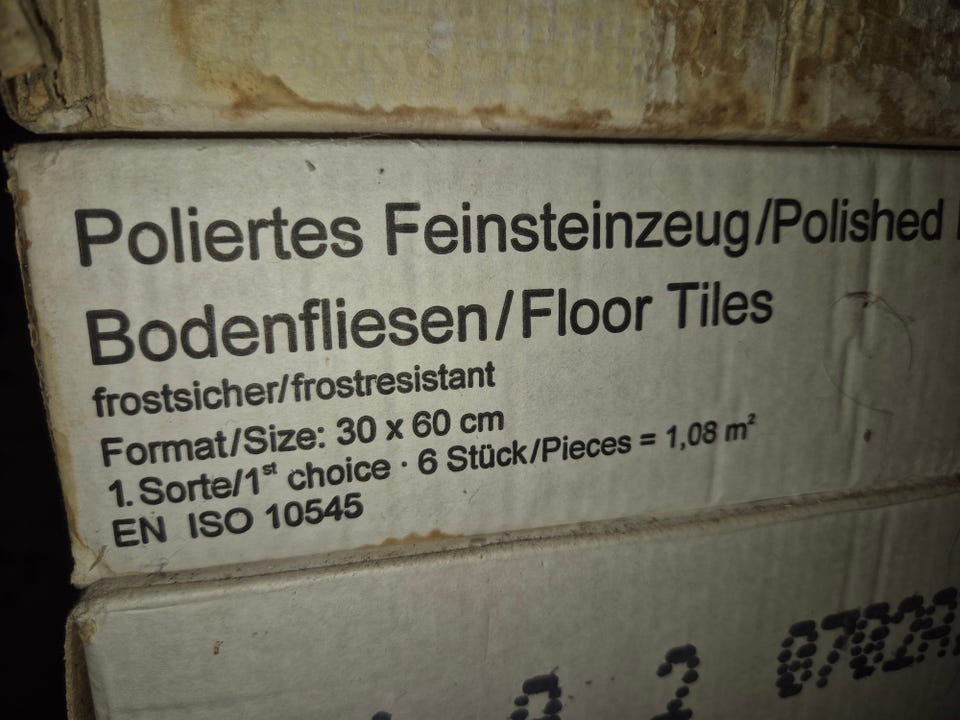 Poliertes Feinsteinzeug/Polished
Bodenfliesen/Floor Tiles
frostsicher/frostresistant
Format/Size: 30 x 60 cm
1. Sorte/1st choice · 6 Stück/Pieces = 1,08 m²
EN ISO 10545